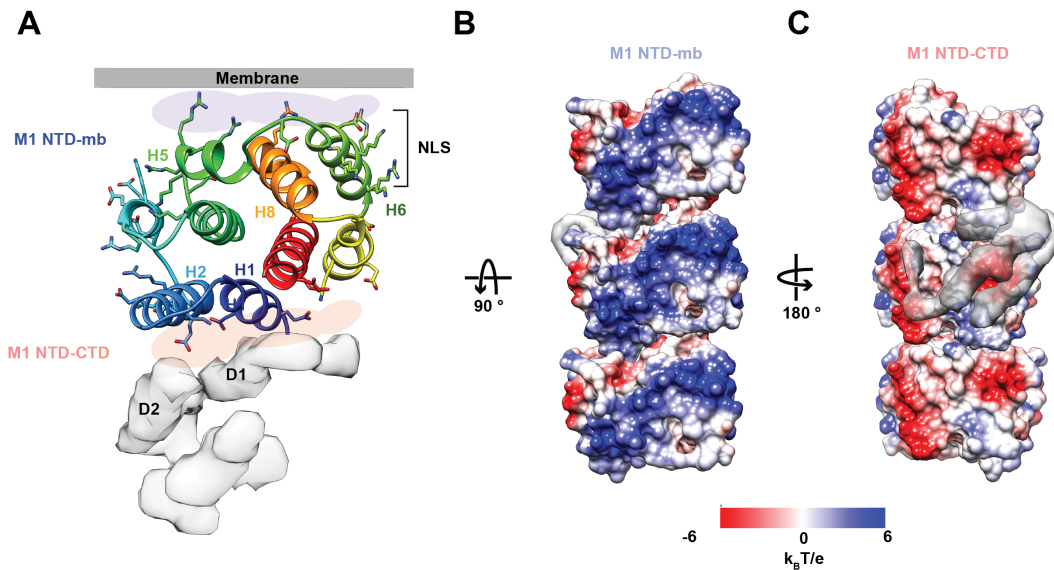 A
B
C
Membrane
M1 NTD-mb
NLS
H5
H8
H6
H2
H1
M1 NTD-CTD
D1
D2
90 °
M1 NTD-mb
180 °
M1 NTD-CTD
-6
0
6
k_BT/e